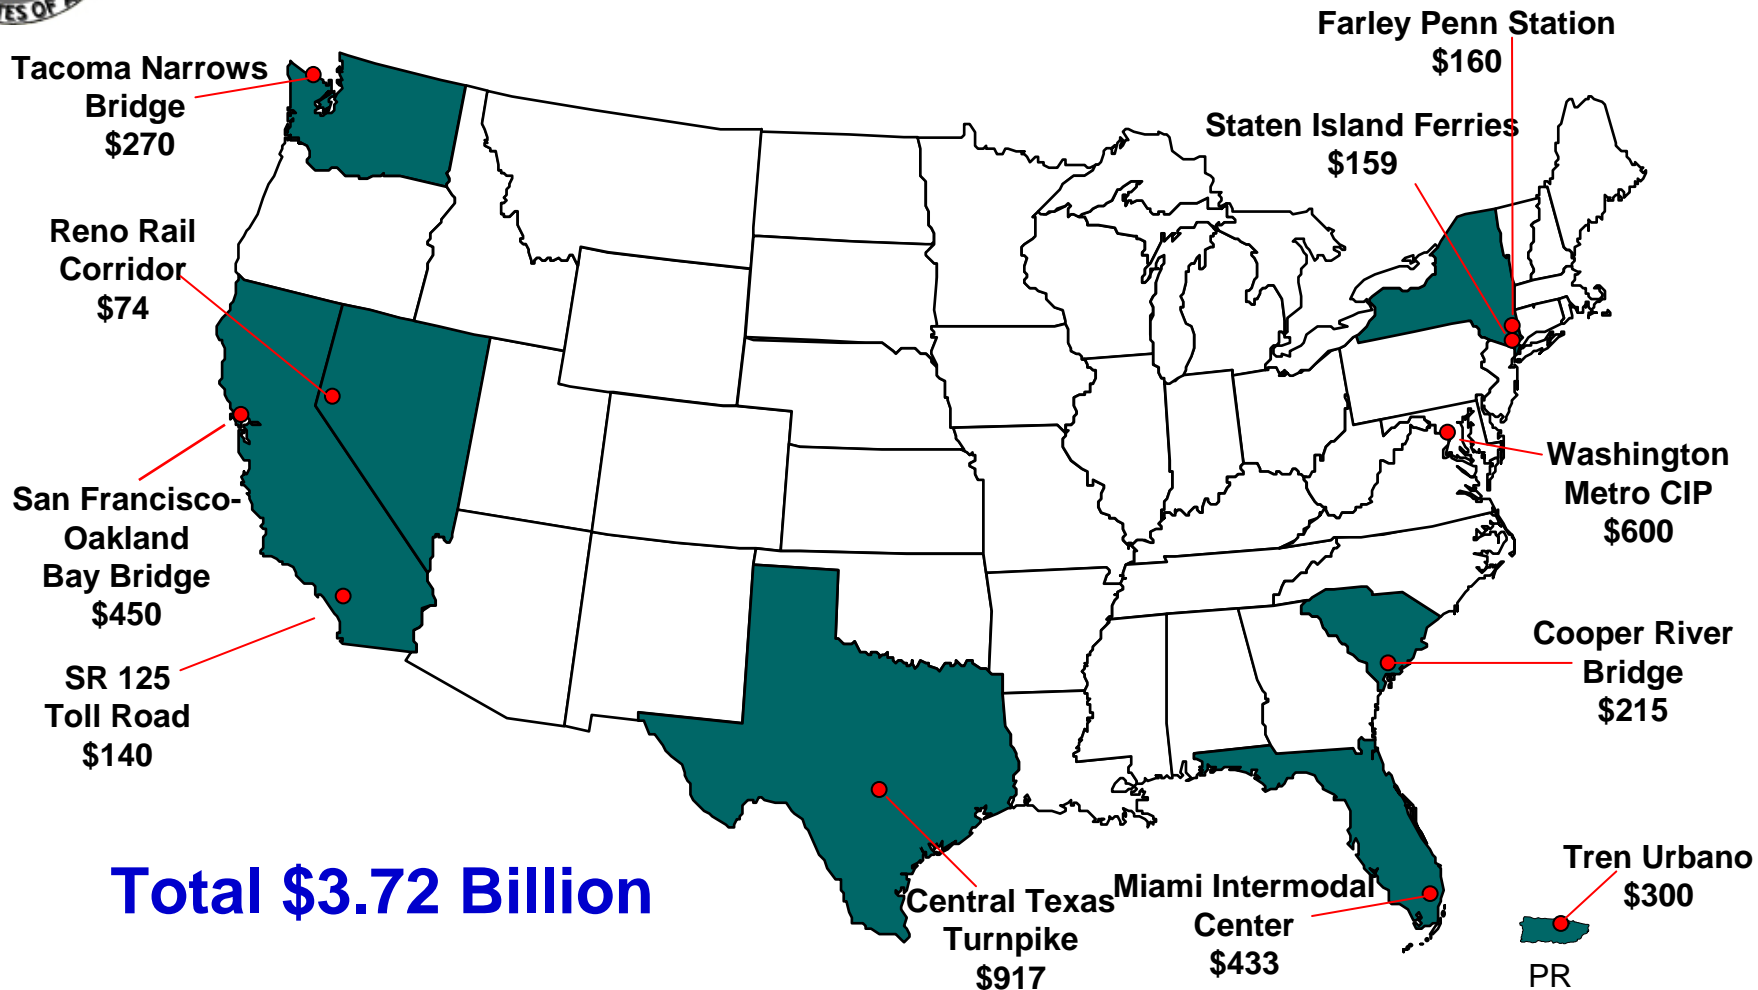 TES OF A
Farley Penn Station
$160
Tacoma Narrows
Bridge
$270
Staten Island Ferries
$159
Reno Rail
Corridor
$74
San Francisco-
Oakland
Bay Bridge
$450
Washington
Metro CIP
$600
SR 125
Toll Road
$140
Cooper River
Bridge
$215
Total $3.72 Billion
Central Texas
Turnpike
$917
Miami Intermodal
Center
$433
Tren Urbano
$300
PR